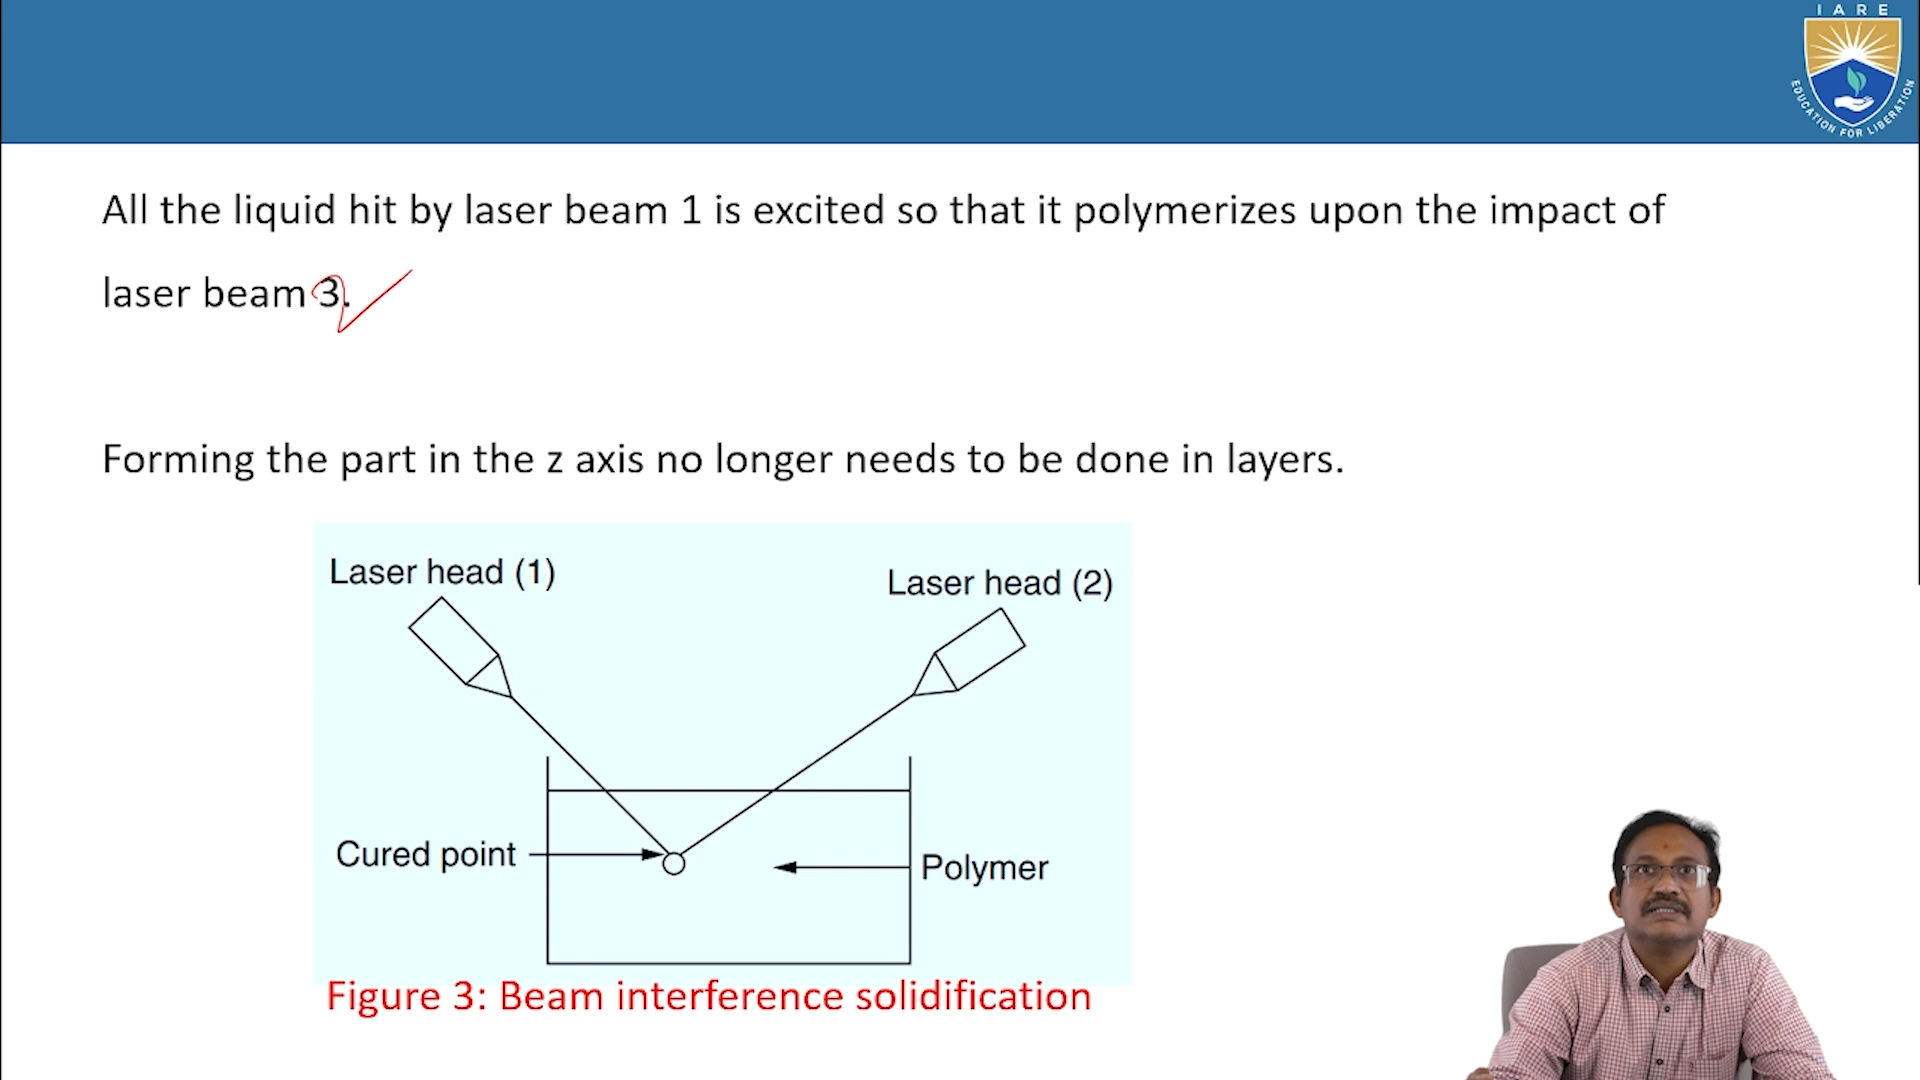 I A R E
EDUCATION FOR LIBERATION
All the liquid hit by laser beam 1 is excited so that it polymerizes upon the impact of
laser beam 3.
Forming the part in the z axis no longer needs to be done in layers.
Laser head (1)
Laser head (2)
Cured point
Polymer
Figure 3: Beam interference solidification